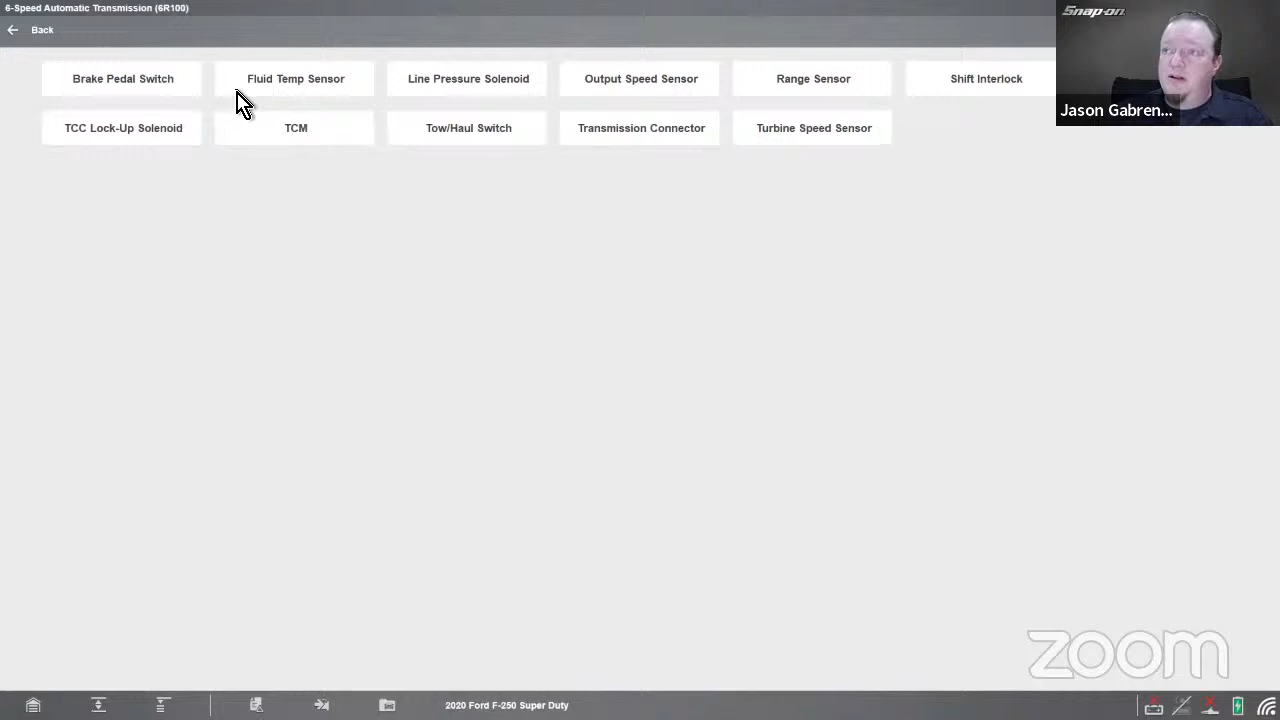 6-Speed Automatic Transmission (6R100)
Back
Snap-on
Jason Gabren...
Brake Pedal Switch
Fluid Temp Sensor
Line Pressure Solenoid
Output Speed Sensor
Range Sensor
Shift Interlock
TCC Lock-Up Solenoid
TCM
Tow/Haul Switch
Transmission Connector
Turbine Speed Sensor
zoom
2020 Ford F-250 Super Duty